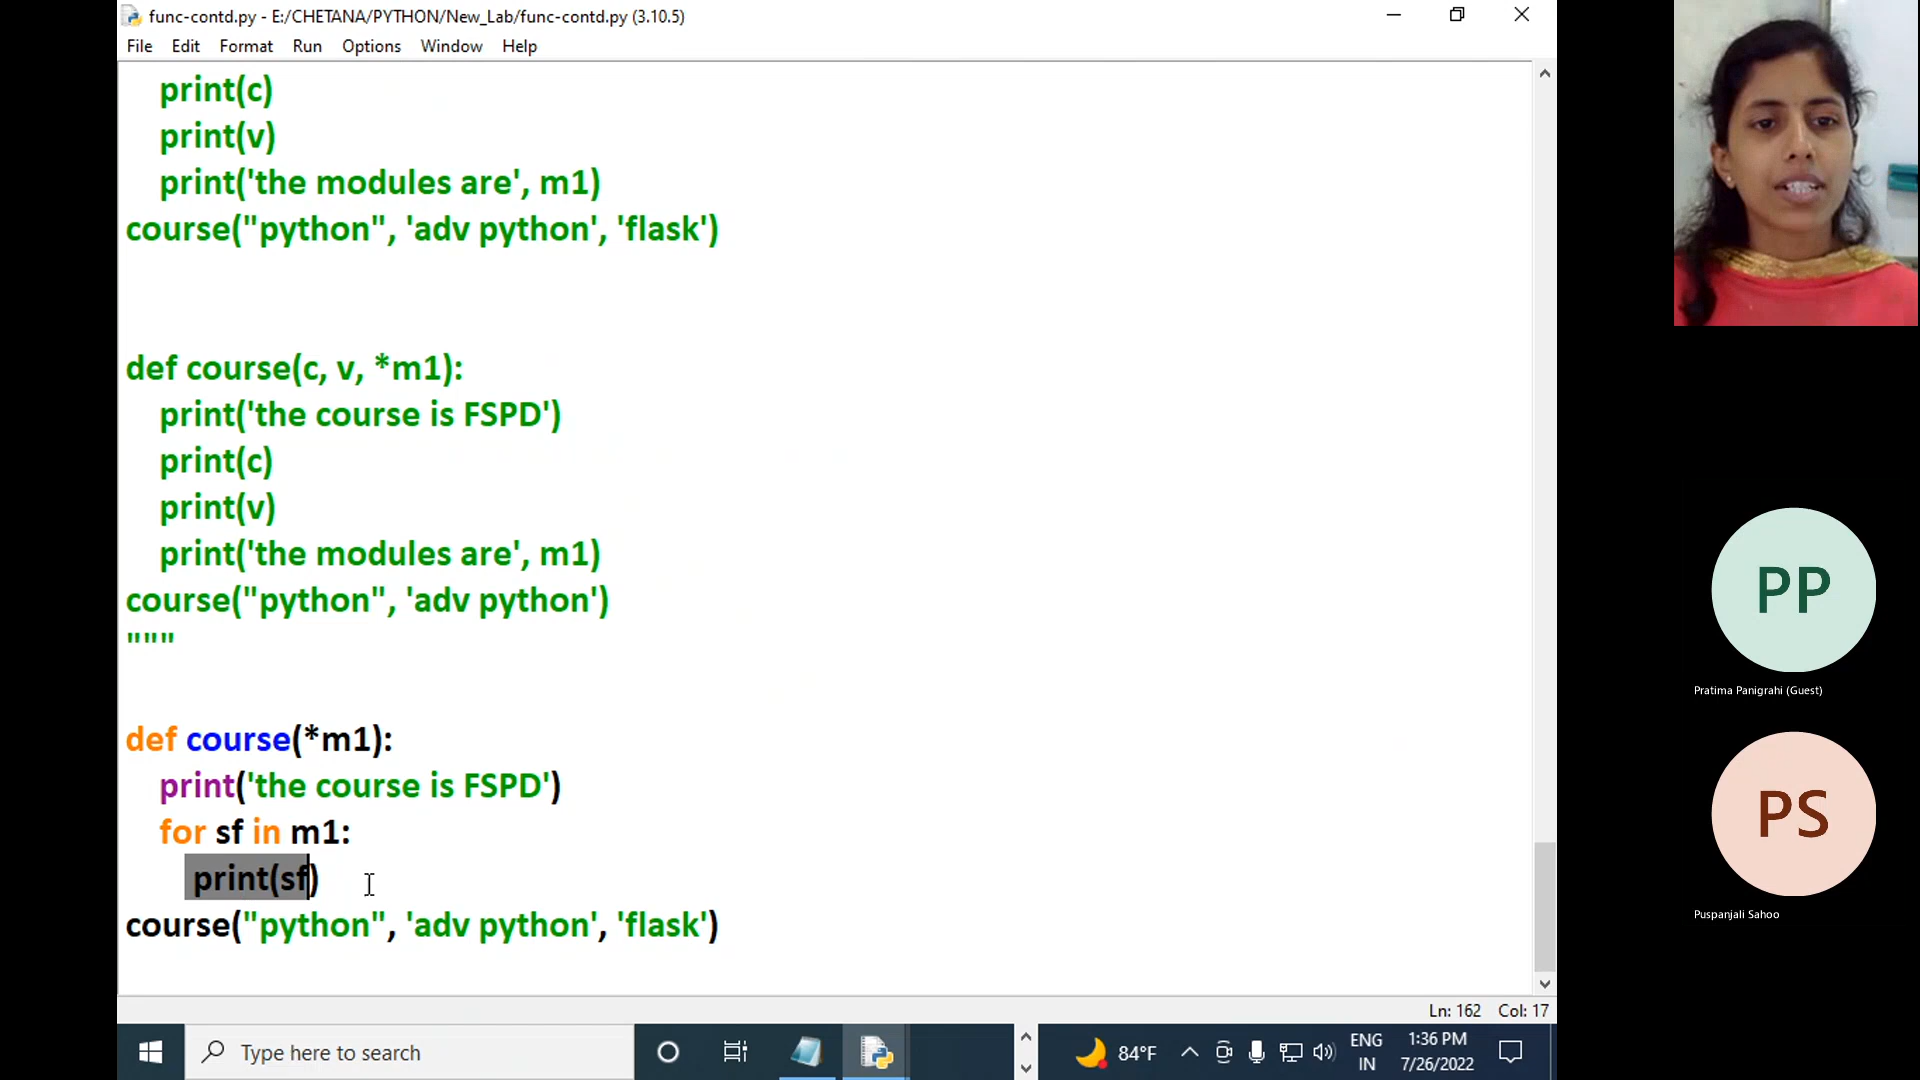 func-contd.py - E:/CHETANA/PYTHON/New_Lab/func-contd.py (3.10.5)
File Edit Format Run Options Window Help
print(c)
print(v)
print('the modules are', m1)
course("python", 'adv python', 'flask')
def course(c, v, *m1):
print('the course is FSPD')
print(c)
print(v)
print('the modules are', m1)
course("python", 'adv python')
"""
def course(*m1):
print('the course is FSPD')
for sf in m1:
print(sf)
course("python", 'adv python', 'flask')
Ln: 162 Col: 17
Type here to search
84°F
ENG
IN
1:36 PM
7/26/2022
PP
Pratima Panigrahi (Guest)
PS
Puspanjali Sahoo